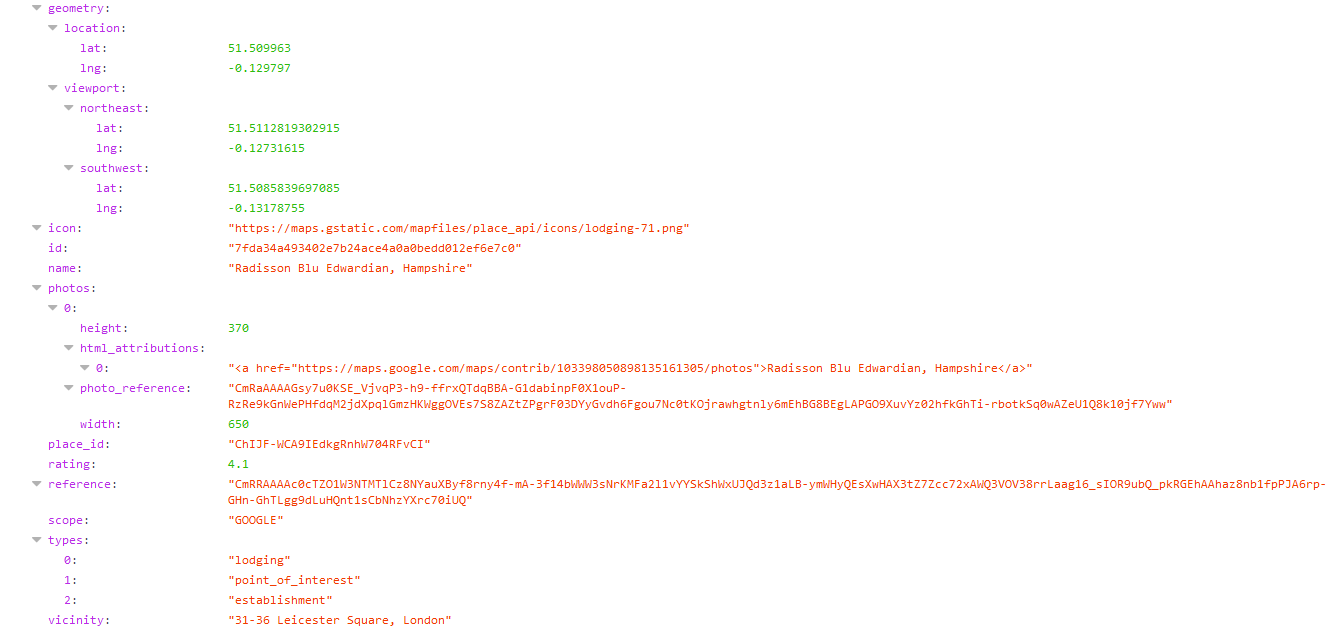 geometry:
location:
lat: 51.509963
lng: -0.129797
viewport:
northeast:
lat: 51.5112819302915
lng: -0.12731615
southwest:
lat: 51.5085839697085
lng: -0.13178755
icon: "https://maps.gstatic.com/mapfiles/place_api/icons/lodging-71.png"
id: "7fda34a493402e7b24ace4a0a0bedd012ef6e7c0"
name: "Radisson Blu Edwardian, Hampshire"
photos:
0:
height: 370
html_attributions:
0: "<a href="https://maps.google.com/maps/contrib/103398050898135161305/photos">Radisson Blu Edwardian, Hampshire</a>"
photo_reference: "CmRaAAAAGsy7u0KSE_VjvqP3-h9-ffrxQTdqBBA-G1dabinpF0X1ouP-
RzRe9kGnWePHfdqM2jdXpqlGmzHKWggOVEs7S8ZAZtZPgrF03DYyGvdh6Fgou7Nc0tKOjrawhgtnly6mEhBG8BEgLAPGO9XuvYz02hfkGhTi-rbotkSq0wAZeU1Q8k10jf7Yww"
width: 650
place_id: "ChIJF-WCA9IEdkgRnhW704RFvCI"
rating: 4.1
reference: "CmRRAAAAc0cTZO1W3NTMTlCz8NYauXByf8rny4f-mA-3f14bWWW3sNrKMFa2l1vYYSkShWxUJQd3z1aLB-ymWHyQEsXwHAX3tZ7Zcc72xAWQ3VOV38rrLaag16_sIOR9ubQ_pkRGEhAAhaz8nb1fpPJA6rp-
GHn-GhTLgg9dLuHQnt1sCbNhzYXrc70iUQ"
scope: "GOOGLE"
types:
0: "lodging"
1: "point_of_interest"
2: "establishment"
vicinity: "31-36 Leicester Square, London"